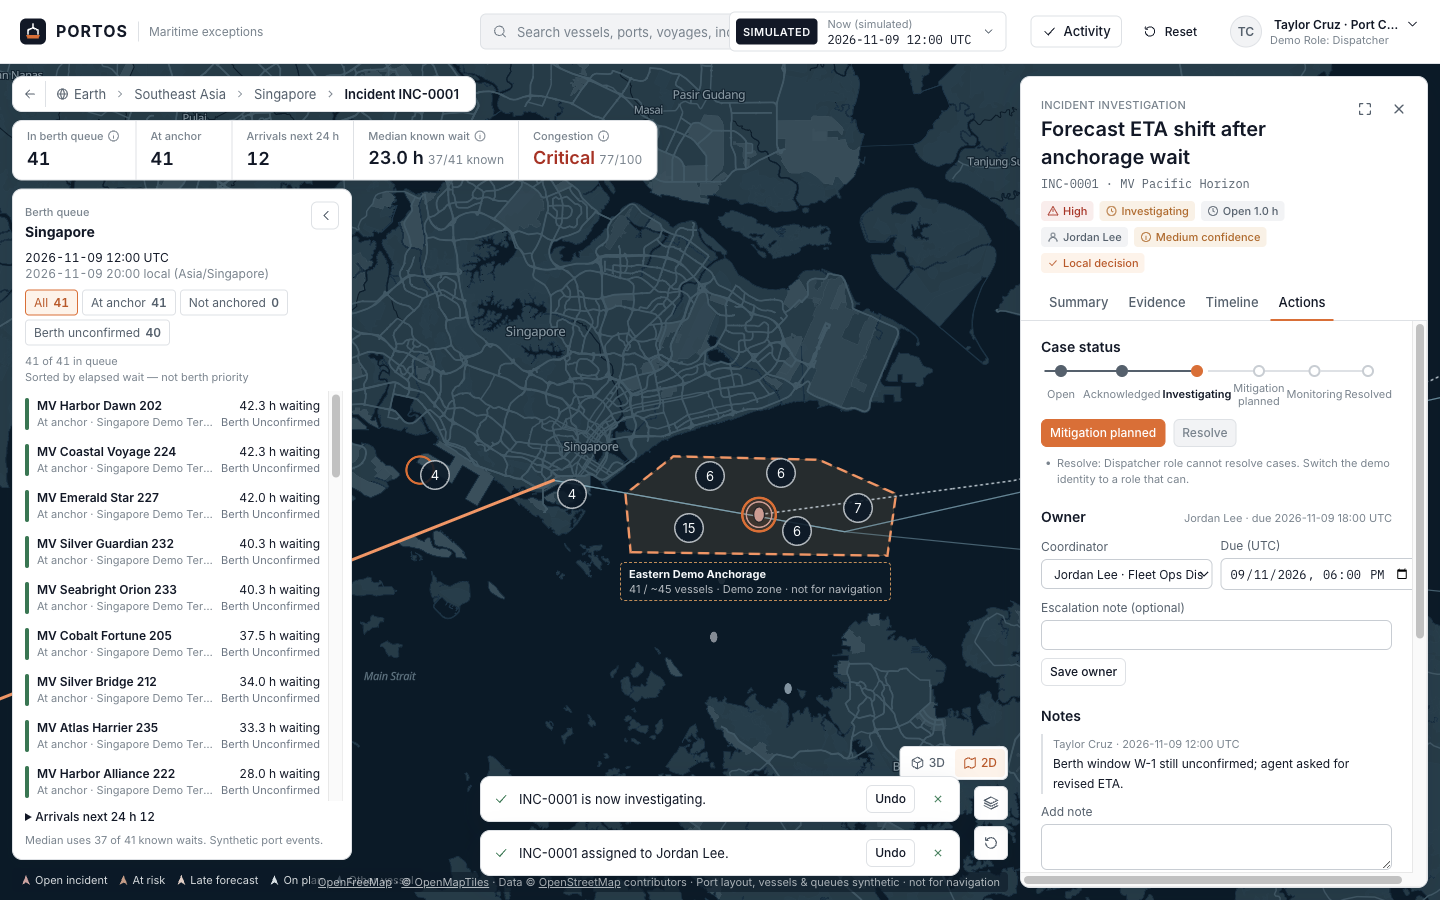 PORTOS
Maritime exceptions
Search vessels, ports, voyages, inc
SIMULATED
Now (simulated)
2026-11-09 12:00 UTC
Activity
Reset
TC
Taylor Cruz · Port C...
Demo Role: Dispatcher
Earth
Southeast Asia
Singapore
Incident INC-0001
In berth queue
41
At anchor
41
Arrivals next 24 h
12
Median known wait
23.0 h 37/41 known
Congestion
Critical 77/100
Berth queue
Singapore
2026-11-09 12:00 UTC
2026-11-09 20:00 local (Asia/Singapore)
All 41
At anchor 41
Not anchored 0
Berth unconfirmed 40
41 of 41 in queue
Sorted by elapsed wait — not berth priority
MV Harbor Dawn 202 42.3 h waiting
At anchor · Singapore Demo Ter... Berth Unconfirmed
MV Coastal Voyage 224 42.3 h waiting
At anchor · Singapore Demo Ter... Berth Unconfirmed
MV Emerald Star 227 42.0 h waiting
At anchor · Singapore Demo Ter... Berth Unconfirmed
MV Silver Guardian 232 40.3 h waiting
At anchor · Singapore Demo Ter... Berth Unconfirmed
MV Seabright Orion 233 40.3 h waiting
At anchor · Singapore Demo Ter... Berth Unconfirmed
MV Cobalt Fortune 205 37.5 h waiting
At anchor · Singapore Demo Ter... Berth Unconfirmed
MV Silver Bridge 212 34.0 h waiting
At anchor · Singapore Demo Ter... Berth Unconfirmed
MV Atlas Harrier 235 33.3 h waiting
At anchor · Singapore Demo Ter... Berth Unconfirmed
MV Harbor Alliance 222 28.0 h waiting
At anchor · Singapore Demo Ter... Berth Unconfirmed
Arrivals next 24 h 12
Median uses 37 of 41 known waits. Synthetic port events.
Open incident
At risk
Late forecast
On pl
Pasir Gudang
Masai
Tanjung Su
Singapore
Singapore
4
4
6
6
7
15
6
Eastern Demo Anchorage
41 / ~45 vessels · Demo zone · not for navigation
Main Strait
3D
2D
INC-0001 is now investigating.
Undo
INC-0001 assigned to Jordan Lee.
Undo
OpenFreeMap © OpenMapTiles · Data © OpenStreetMap contributors · Port layout, vessels & queues synthetic · not for navigation
INCIDENT INVESTIGATION
Forecast ETA shift after
anchorage wait
INC-0001 · MV Pacific Horizon
High
Investigating
Open 1.0 h
Jordan Lee
Medium confidence
Local decision
Summary
Evidence
Timeline
Actions
Case status
Open
Acknowledged
Investigating
Mitigation
planned
Monitoring
Resolved
Mitigation planned
Resolve
• Resolve: Dispatcher role cannot resolve cases. Switch the demo
identity to a role that can.
Owner
Jordan Lee · due 2026-11-09 18:00 UTC
Coordinator
Due (UTC)
Jordan Lee · Fleet Ops Dis
09/11/2026, 06:00 PM
Escalation note (optional)
Save owner
Notes
Taylor Cruz · 2026-11-09 12:00 UTC
Berth window W-1 still unconfirmed; agent asked for
revised ETA.
Add note